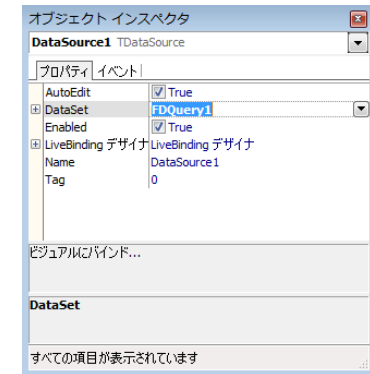 オブジェクト インスペクタ
DataSource1 TDataSource
プロパティ イベント
AutoEdit True
DataSet FDQuery1
Enabled True
LiveBinding デザイナ LiveBinding デザイナ
Name DataSource1
Tag 0
ビジュアルにバインド...
DataSet
すべての項目が表示されています